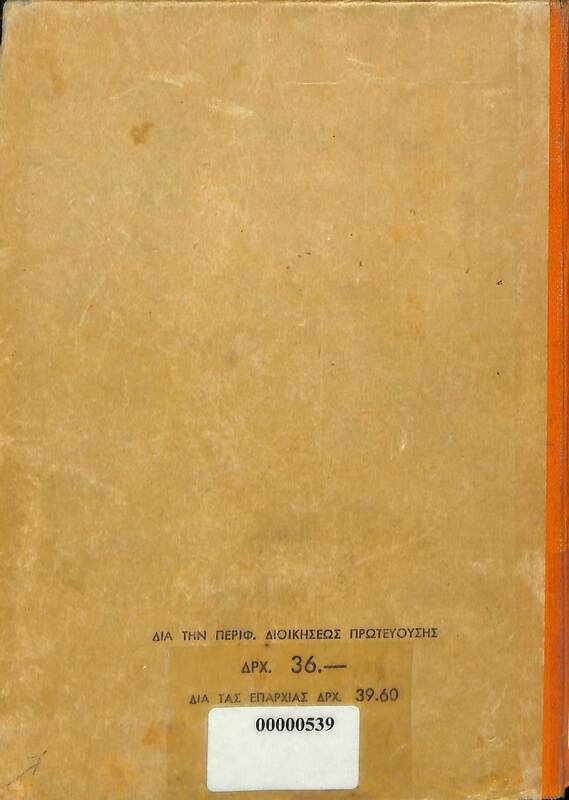 ΔΙΑ ΤΗΝ ΠΕΡΙΦ. ΔΙΟΙΚΗΣΕΩΣ ΠΡΩΤΕΥΟΥΣΗΣ
ΔΡΧ. 36.—
ΔΙΑ ΤΑΣ ΕΠΑΡΧΙΑΣ ΔΡΧ. 39.60
00000539